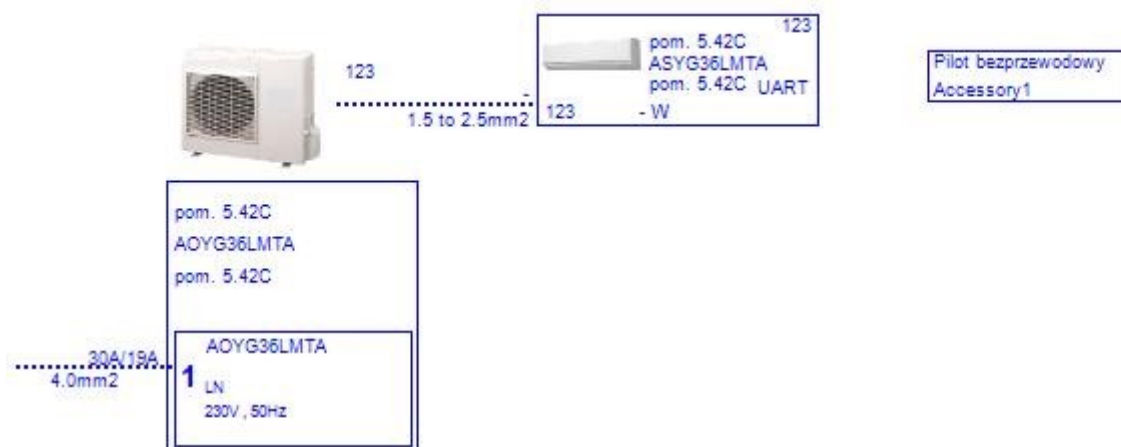 123
pom. 5.42C
ASYG36LMTA
pom. 5.42C UART
123 - W
123
-
1.5 to 2.5mm2
Pilot bezprzewodowy
Accessory1
pom. 5.42C
AOYG36LMTA
pom. 5.42C
30A/19A
4.0mm2
AOYG36LMTA
1
LN
230V , 50Hz